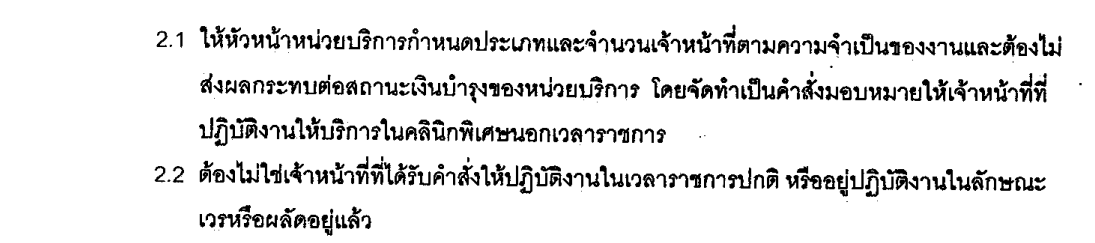 2.1 ให้หัวหน้าหน่วยบริการกำหนดประเภทและจำนวนเจ้าหน้าที่ตามความจำเป็นของงานและต้องไม่
ส่งผลกระทบต่อสถานะเงินบำรุงของหน่วยบริการ โดยจัดทำเป็นคำสั่งมอบหมายให้เจ้าหน้าที่ที่
ปฏิบัติงานให้บริการในคลินิกพิเศษนอกเวลาราชการ
2.2 ต้องไม่ใช่เจ้าหน้าที่ที่ได้รับคำสั่งให้ปฏิบัติงานในเวลาราชการปกติ หรืออยู่ปฏิบัติงานในลักษณะ
เวรหรือผลัดอยู่แล้ว